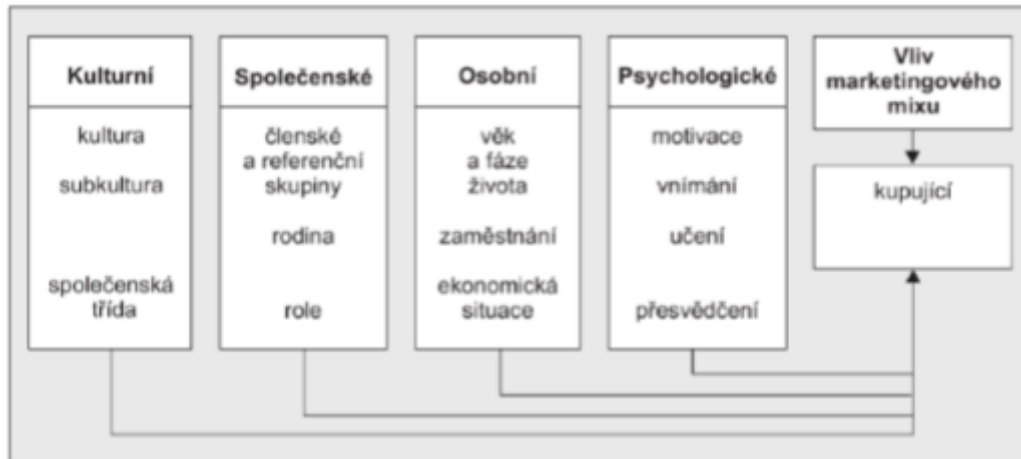 Kulturní
kultura
subkultura
společenská
třída
Společenské
členské
a referenční
skupiny
rodina
role
Osobní
věk
a fáze
života
zaměstnání
ekonomická
situace
Psychologické
motivace
vnímání
učení
přesvědčení
Vliv
marketingového
mixu
kupující